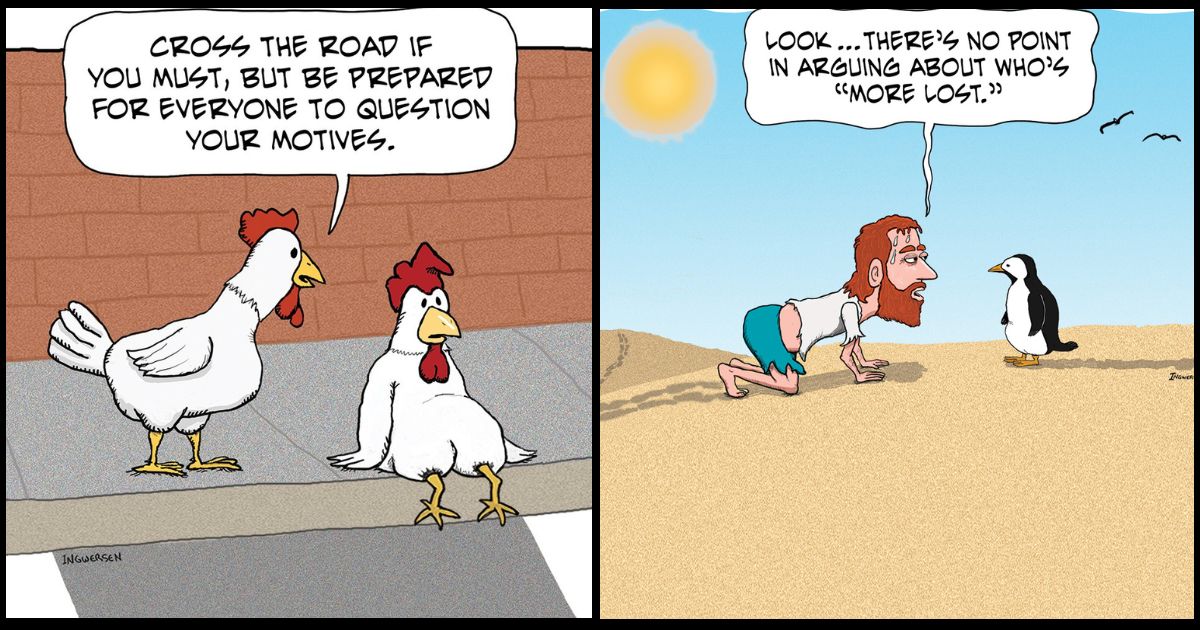 CROSS THE ROAD IF
YOU MUST, BUT BE PREPARED
FOR EVERYONE TO QUESTION
YOUR MOTIVES.
INGWERSEN
LOOK ... THERE'S NO POINT
IN ARGUING ABOUT WHO'S
“MORE LOST.”
INGWER